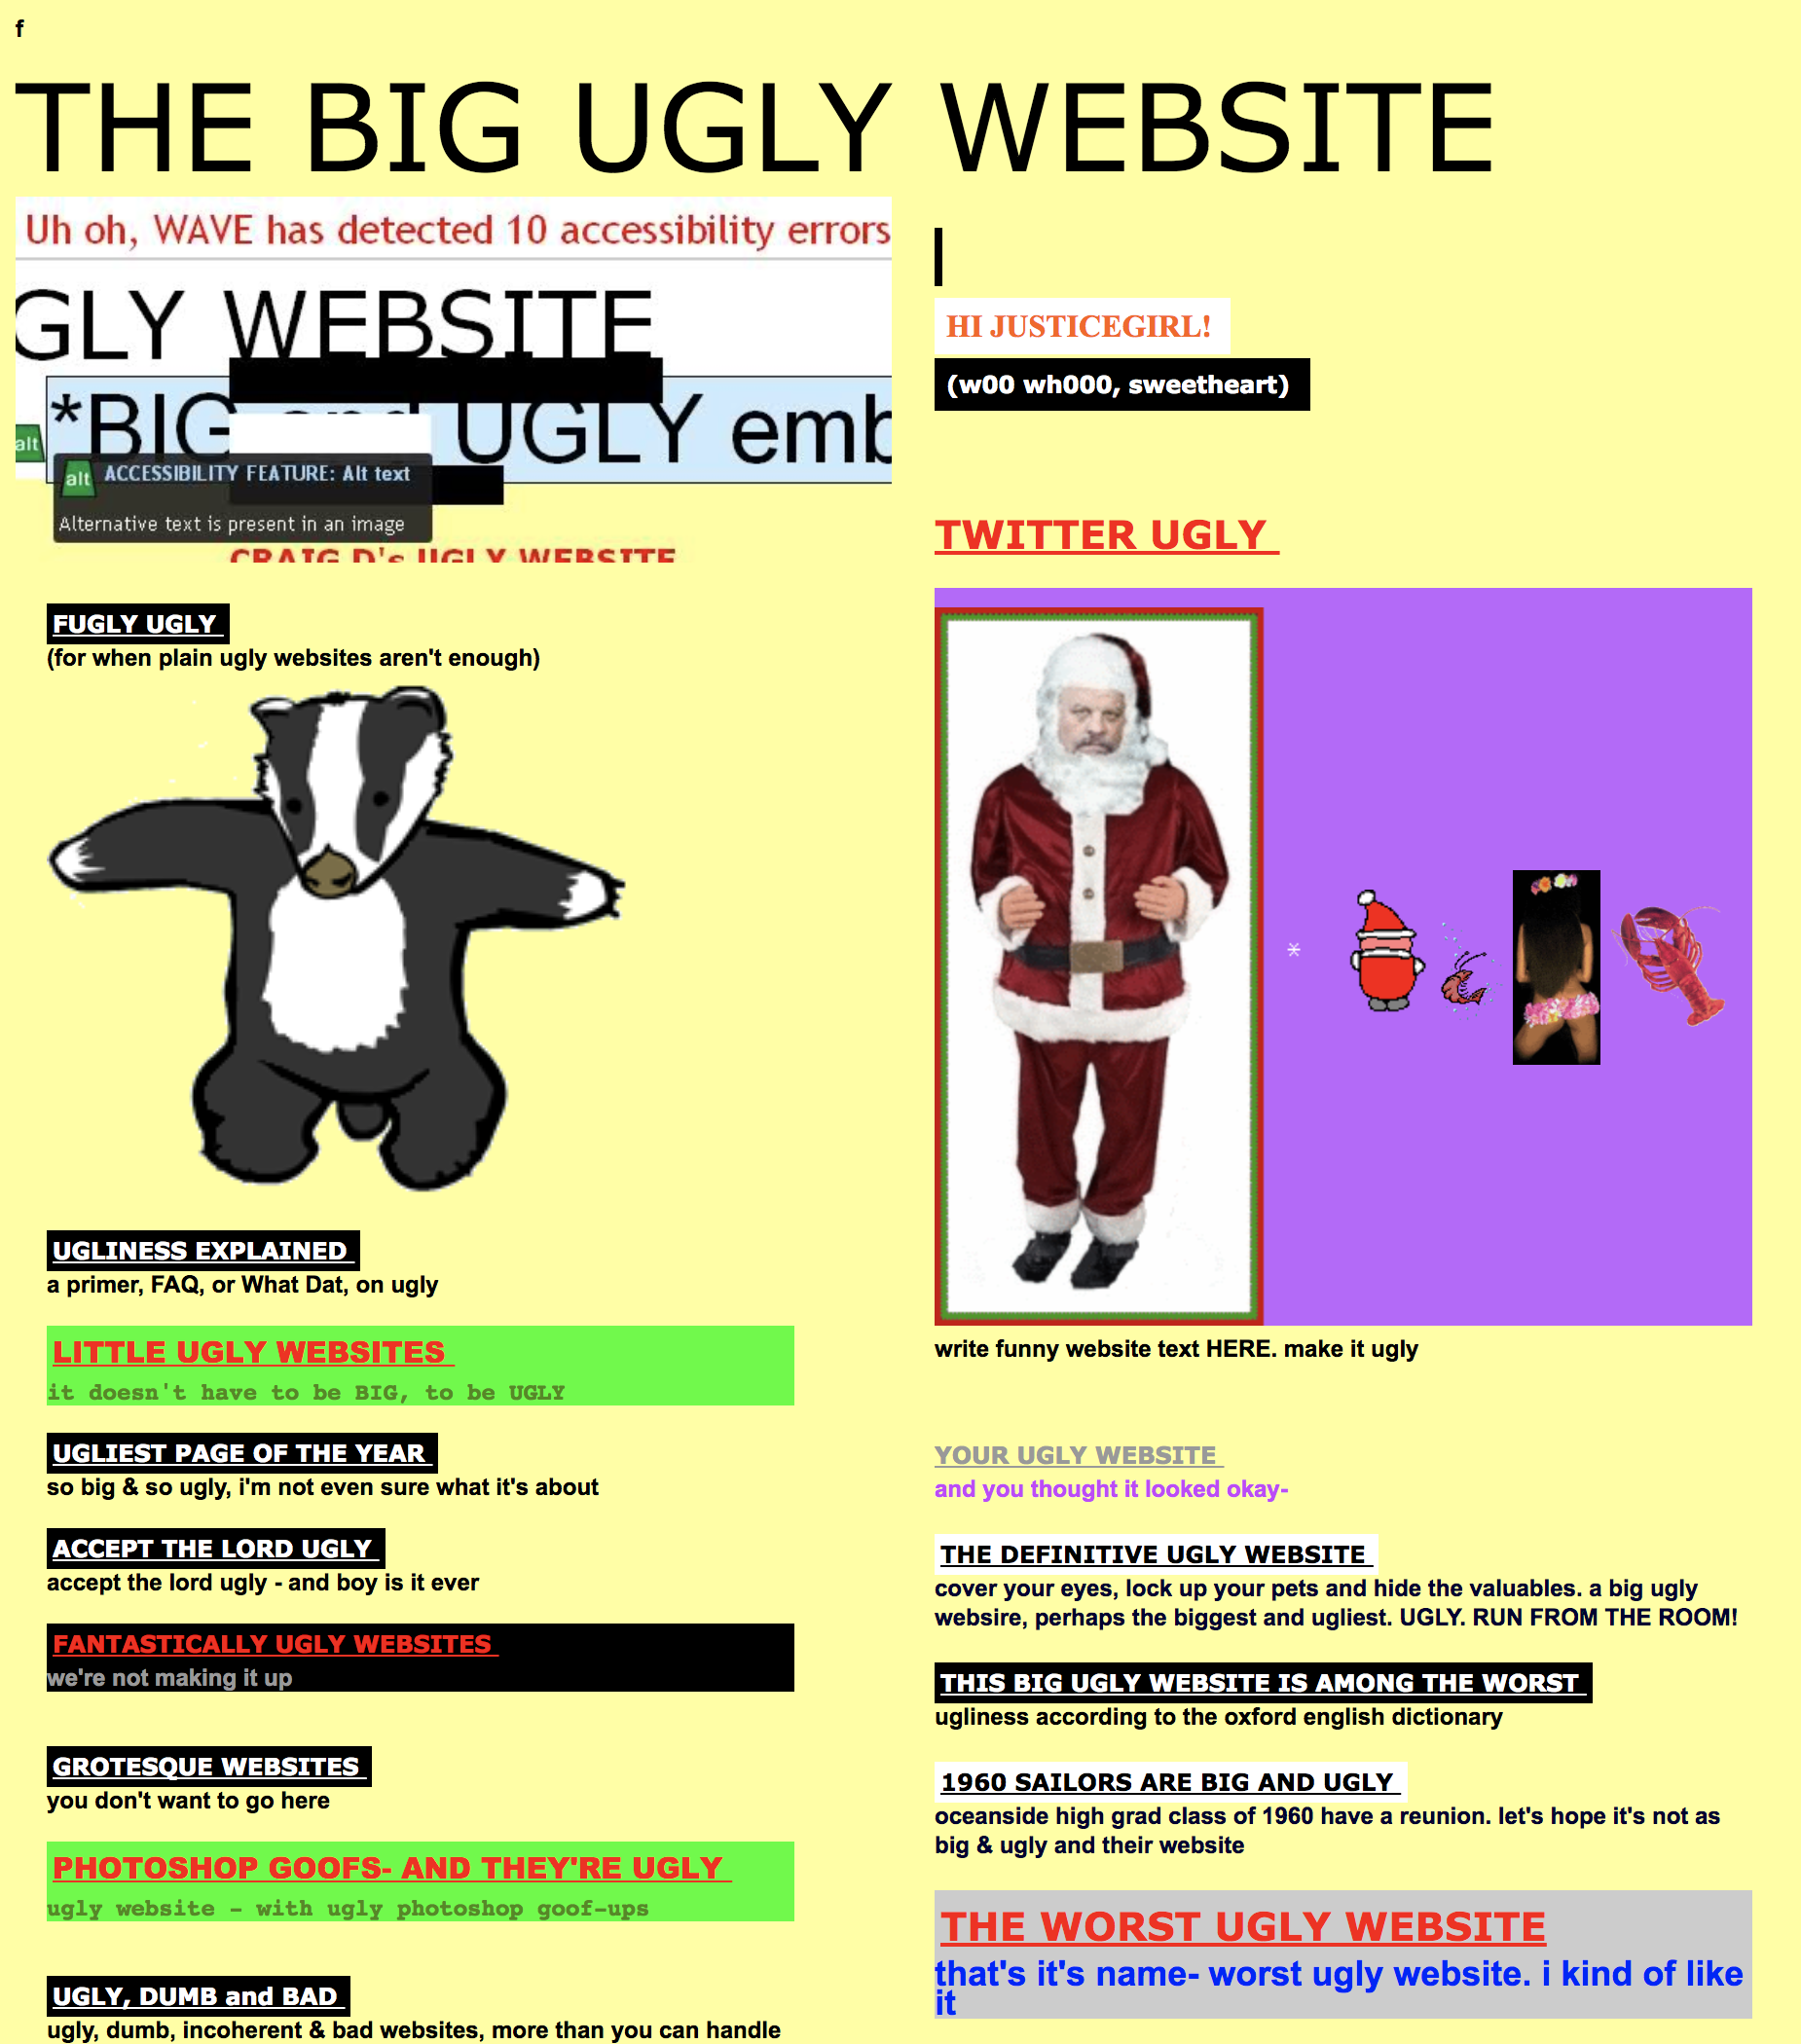 f
THE BIG UGLY WEBSITE
Uh oh, WAVE has detected 10 accessibility errors
GLY WEBSITE
*BIG and UGLY emb
alt
alt ACCESSIBILITY FEATURE: Alt text
Alternative text is present in an image
CRAIG D's UGLY WEBSITE
FUGLY UGLY
(for when plain ugly websites aren't enough)
UGLINESS EXPLAINED
a primer, FAQ, or What Dat, on ugly
LITTLE UGLY WEBSITES
it doesn't have to be BIG, to be UGLY
UGLIEST PAGE OF THE YEAR
so big & so ugly, i'm not even sure what it's about
ACCEPT THE LORD UGLY
accept the lord ugly - and boy is it ever
FANTASTICALLY UGLY WEBSITES
we're not making it up
GROTESQUE WEBSITES
you don't want to go here
PHOTOSHOP GOOFS- AND THEY'RE UGLY
ugly website - with ugly photoshop goof-ups
UGLY, DUMB and BAD
ugly, dumb, incoherent & bad websites, more than you can handle
|
HI JUSTICEGIRL!
(w00 wh000, sweetheart)
TWITTER UGLY
*
write funny website text HERE. make it ugly
YOUR UGLY WEBSITE
and you thought it looked okay-
THE DEFINITIVE UGLY WEBSITE
cover your eyes, lock up your pets and hide the valuables. a big ugly
websire, perhaps the biggest and ugliest. UGLY. RUN FROM THE ROOM!
THIS BIG UGLY WEBSITE IS AMONG THE WORST
ugliness according to the oxford english dictionary
1960 SAILORS ARE BIG AND UGLY
oceanside high grad class of 1960 have a reunion. let's hope it's not as
big & ugly and their website
THE WORST UGLY WEBSITE
that's it's name- worst ugly website. i kind of like
it